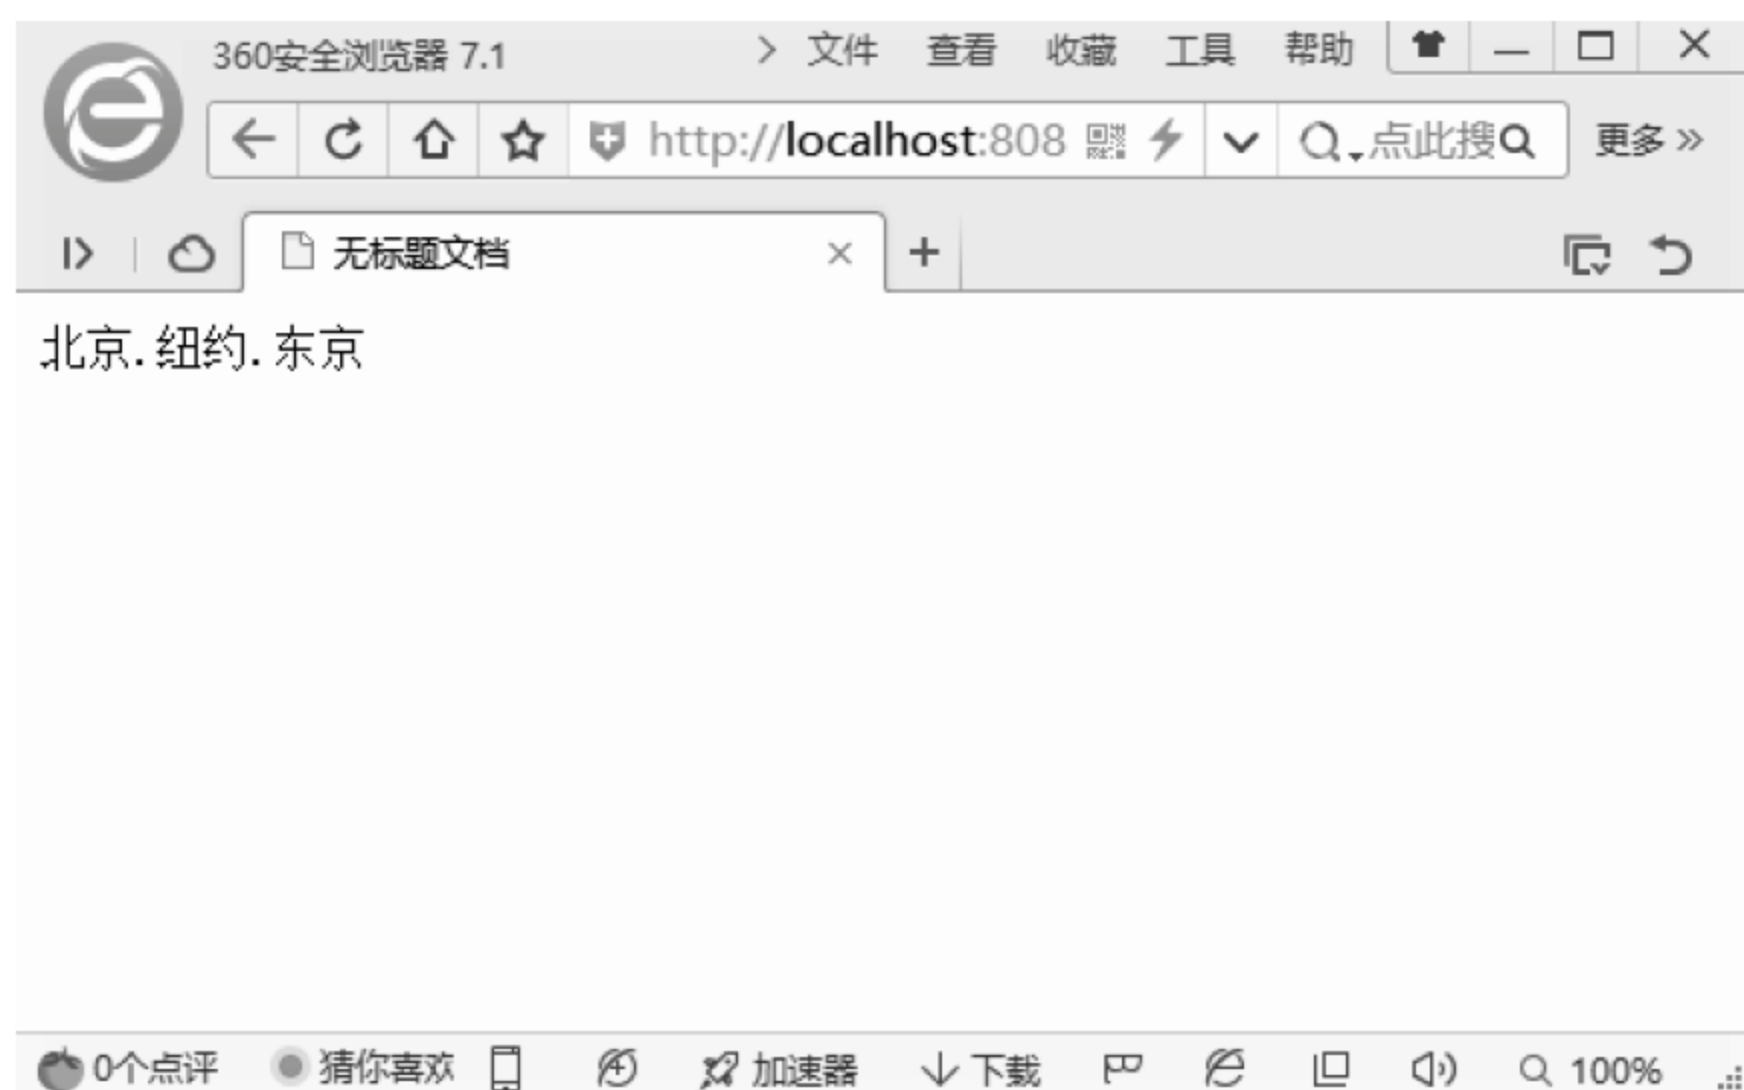 360安全浏览器 7.1 > 文件 查看 收藏 工具 帮助
http://localhost:808 点此搜 更多 »
无标题文档
北京.纽约.东京
0个点评 猜你喜欢 加速器 下载 100%